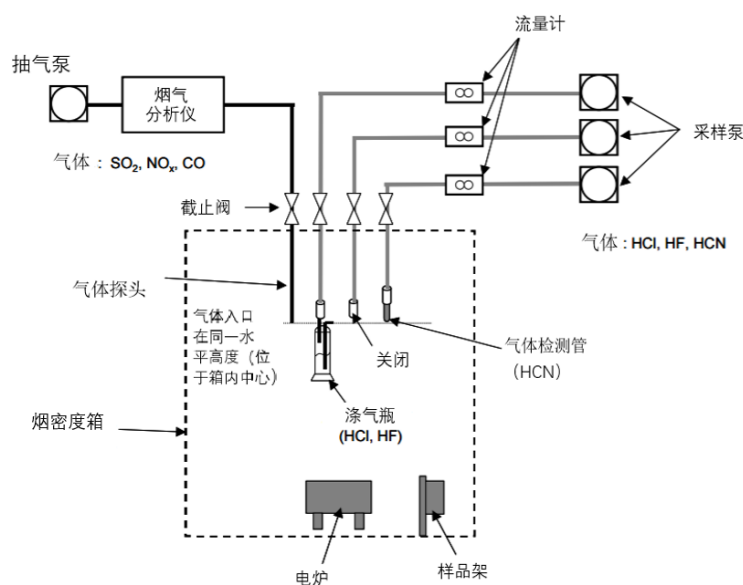 流量计
抽气泵
烟气
分析仪
采样泵
气体：SO₂, NOₓ, CO
截止阀
气体：HCl, HF, HCN
气体探头
气体入口
在同一水
平高度（位
于箱内中心）
关闭
气体检测管
（HCN）
涤气瓶
(HCl, HF)
烟密度箱
电炉
样品架